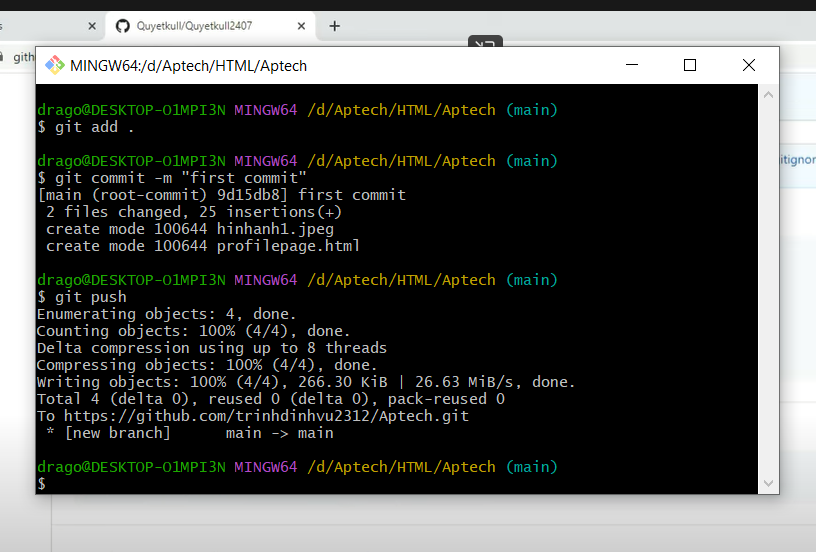 s
Quyetkull/Quyetkull2407
gith
MINGW64:/d/Aptech/HTML/Aptech
drago@DESKTOP-O1MPI3N MINGW64 /d/Aptech/HTML/Aptech (main)
$ git add .
drago@DESKTOP-O1MPI3N MINGW64 /d/Aptech/HTML/Aptech (main)
$ git commit -m "first commit"
[main (root-commit) 9d15db8] first commit
2 files changed, 25 insertions(+)
create mode 100644 hinhanh1.jpeg
create mode 100644 profilepage.html
drago@DESKTOP-O1MPI3N MINGW64 /d/Aptech/HTML/Aptech (main)
$ git push
Enumerating objects: 4, done.
Counting objects: 100% (4/4), done.
Delta compression using up to 8 threads
Compressing objects: 100% (4/4), done.
Writing objects: 100% (4/4), 266.30 KiB | 26.63 MiB/s, done.
Total 4 (delta 0), reused 0 (delta 0), pack-reused 0
To https://github.com/trinhdinhvu2312/Aptech.git
* [new branch]      main -> main
drago@DESKTOP-O1MPI3N MINGW64 /d/Aptech/HTML/Aptech (main)
$
itignor